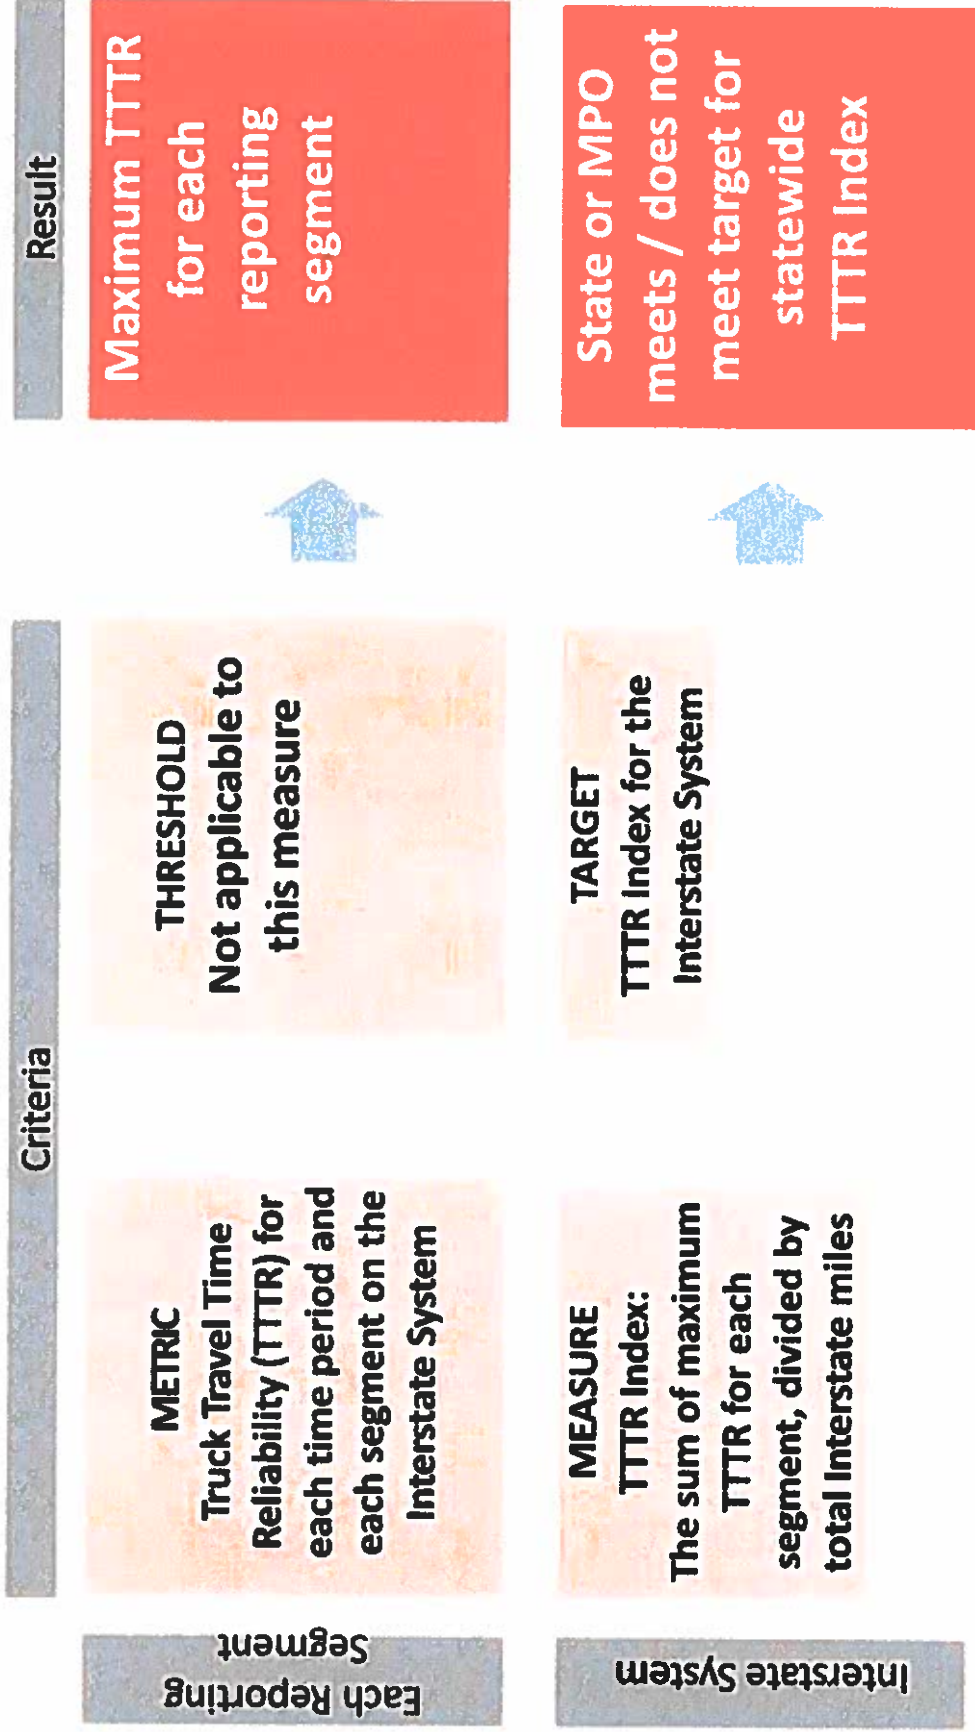 Criteria
Result
Each Reporting
Segment
METRIC
Truck Travel Time
Reliability (TTTR) for
each time period and
each segment on the
Interstate System
THRESHOLD
Not applicable to
this measure
Maximum TTTR
for each
reporting
segment
Interstate System
MEASURE
TTTR Index:
The sum of maximum
TTTR for each
segment, divided by
total Interstate miles
TARGET
TTTR Index for the
Interstate System
State or MPO
meets / does not
meet target for
statewide
TTTR Index